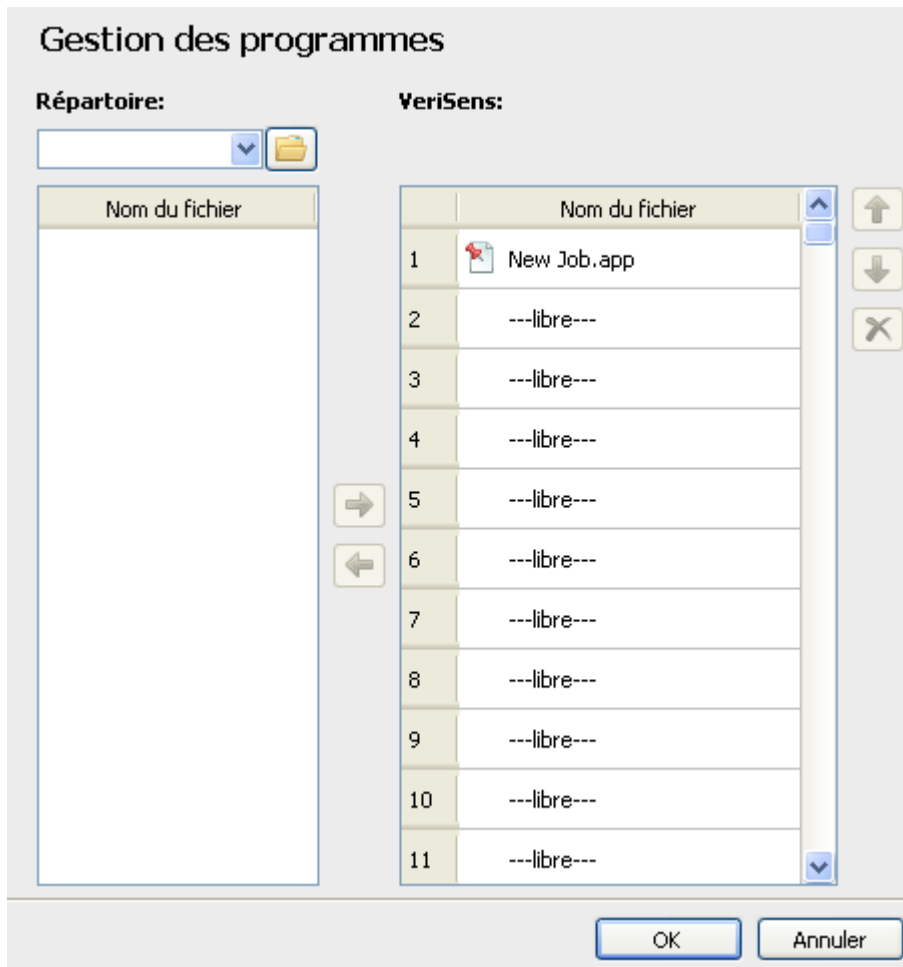 Gestion des programmes
Répartoire: VeriSens:
Nom du fichier Nom du fichier
1 New Job.app
2 ---libre---
3 ---libre---
4 ---libre---
5 ---libre---
6 ---libre---
7 ---libre---
8 ---libre---
9 ---libre---
10 ---libre---
11 ---libre---
OK Annuler